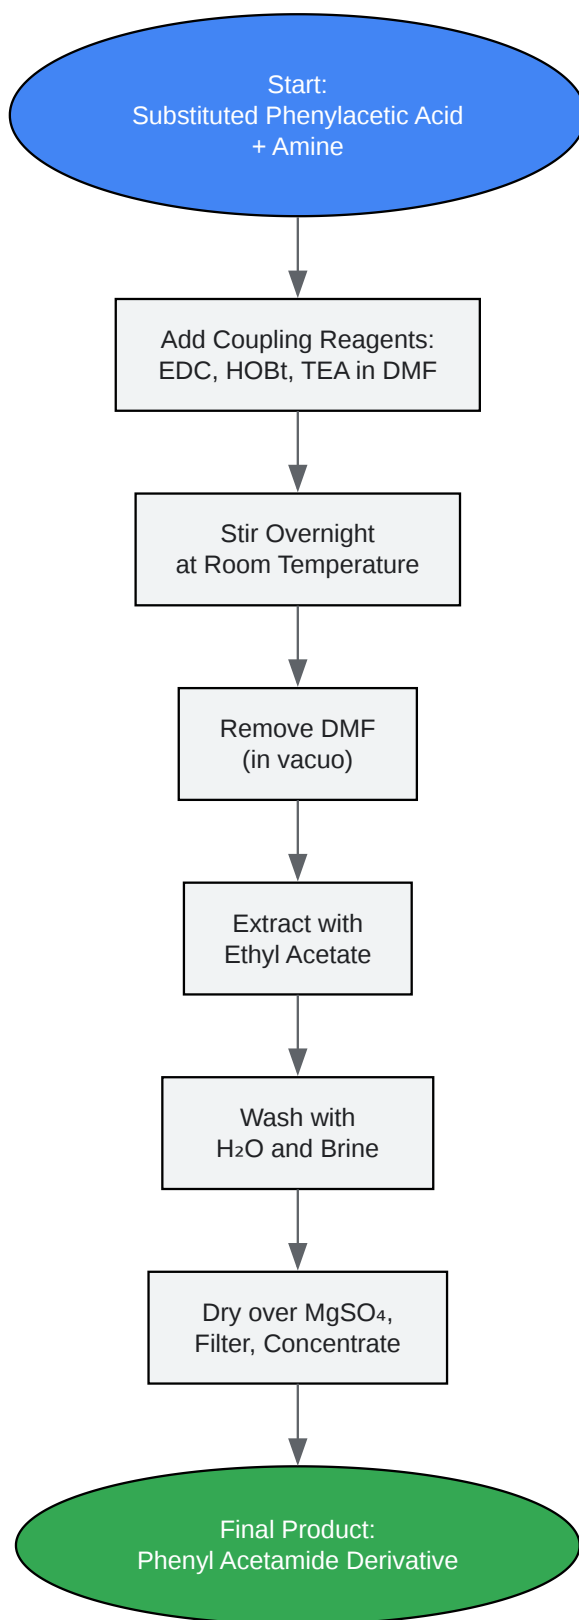 Start:
Substituted Phenylacetic Acid
+ Amine
Add Coupling Reagents:
EDC, HOBt, TEA in DMF
Stir Overnight
at Room Temperature
Remove DMF
(in vacuo)
Extract with
Ethyl Acetate
Wash with
H₂O and Brine
Dry over MgSO₄,
Filter, Concentrate
Final Product:
Phenyl Acetamide Derivative